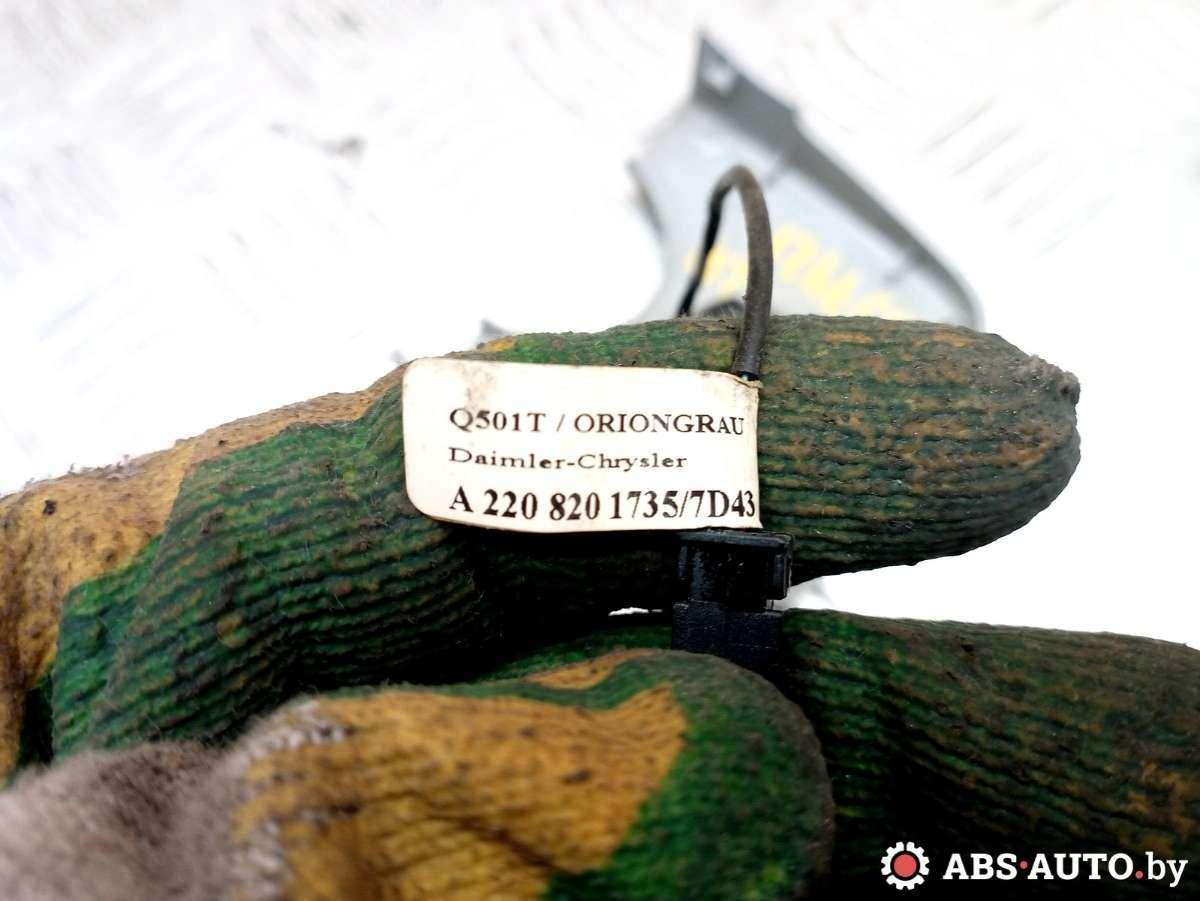 Q501T / ORIONGRAU
Daimler-Chrysler
A 220 820 1735/7D43
ABS·AUTO.by